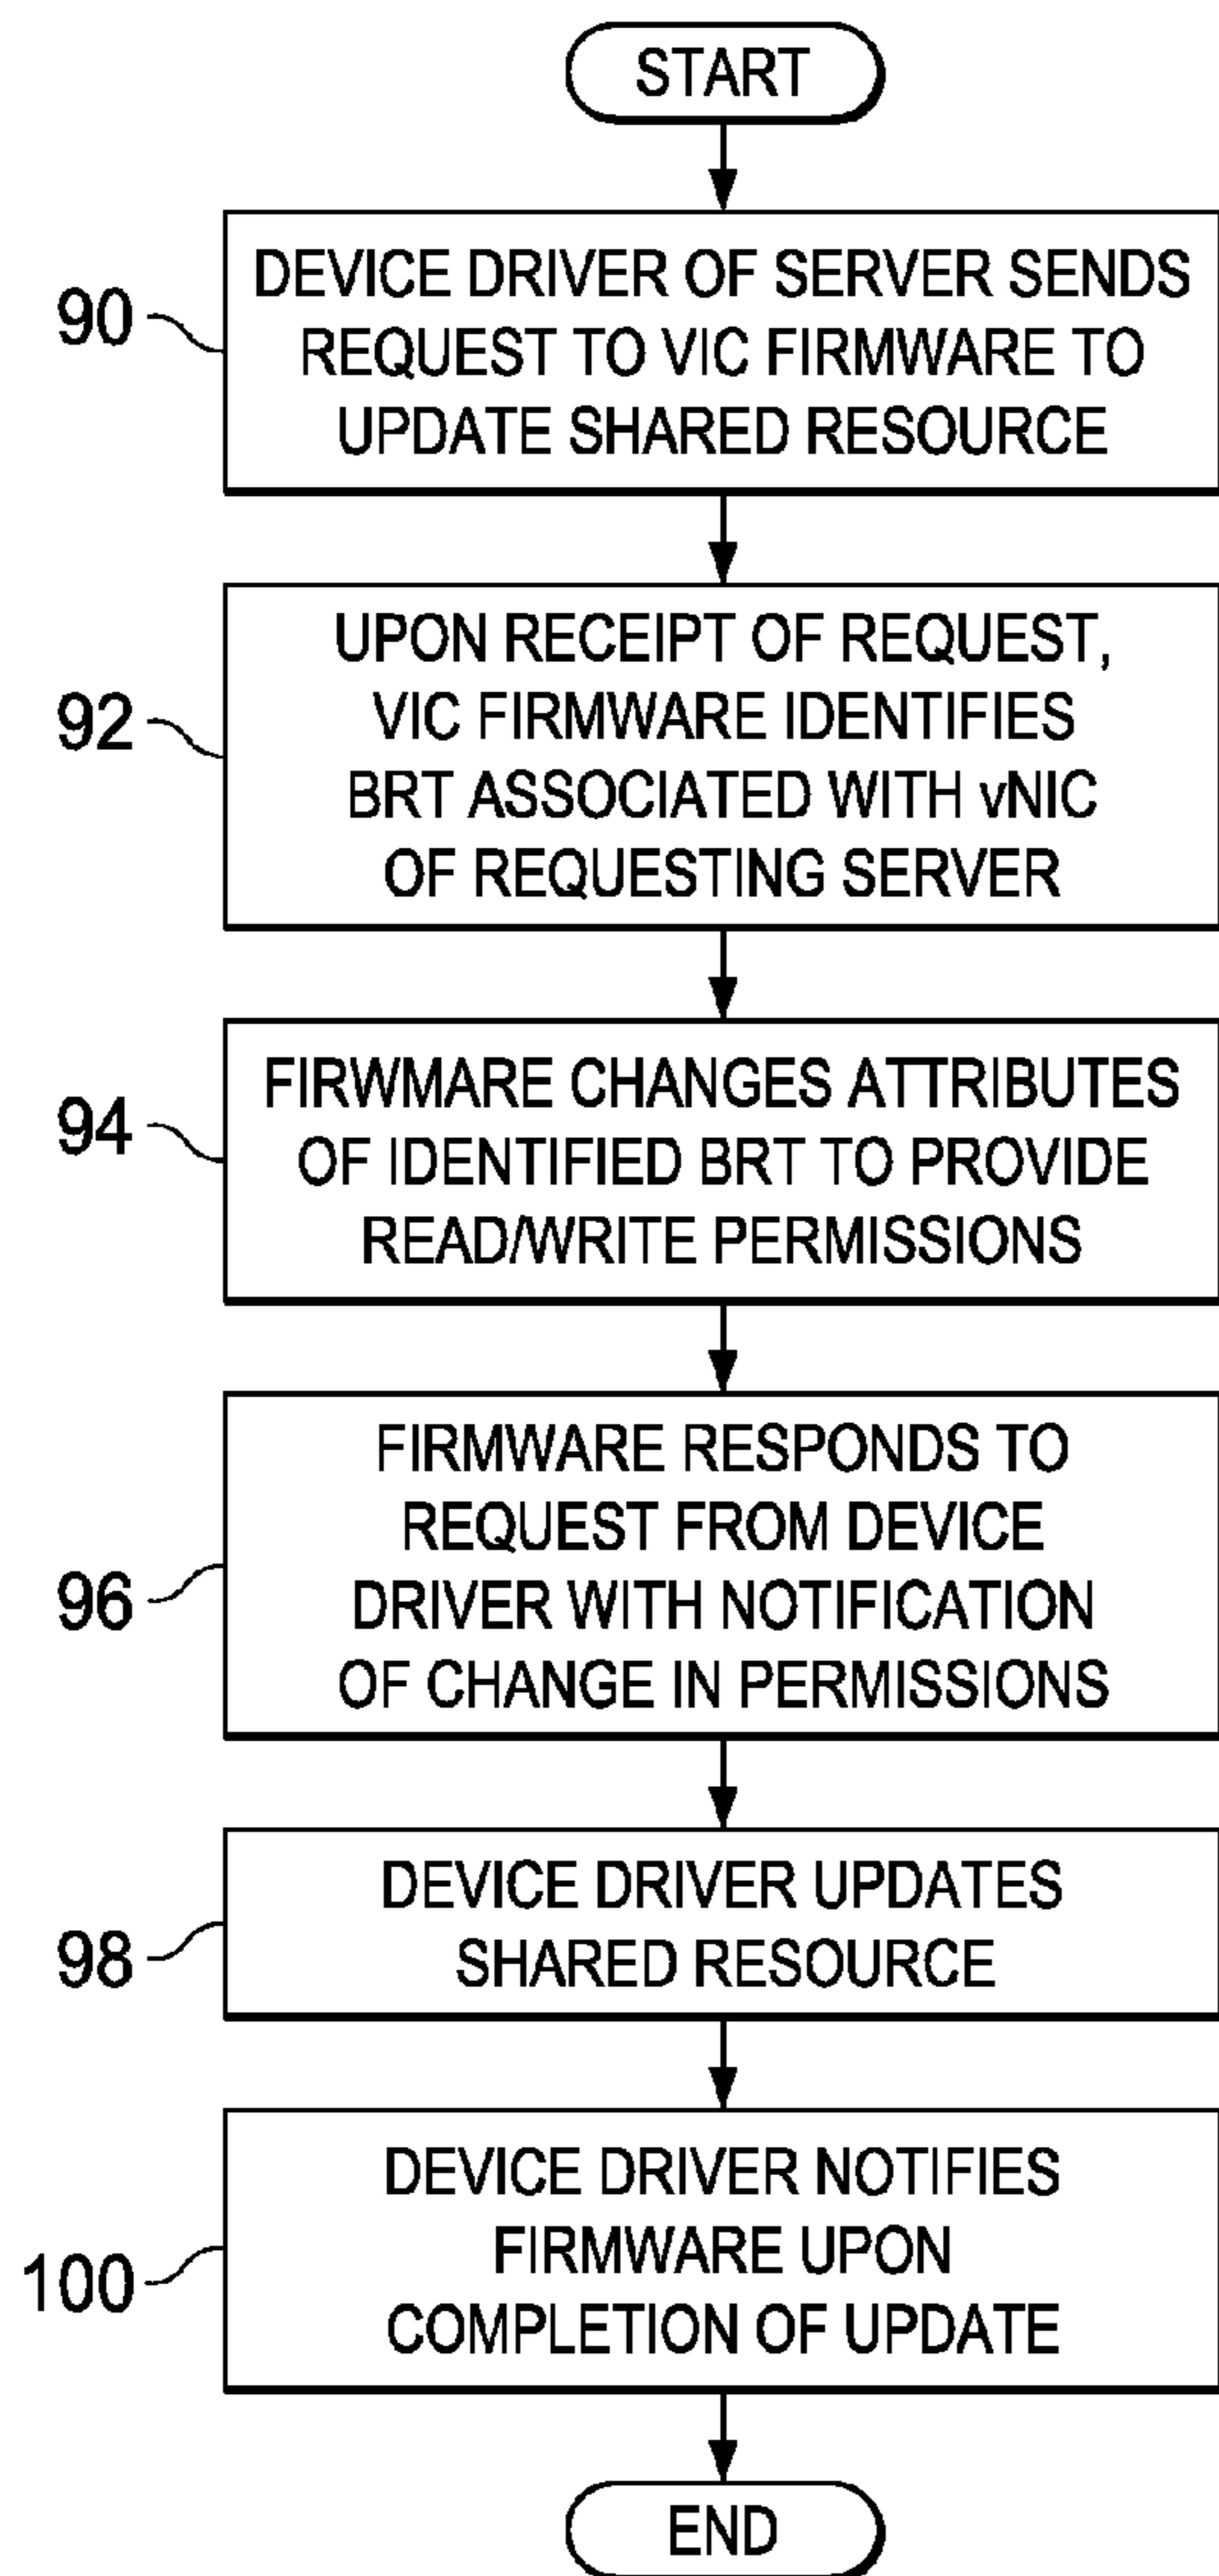 START
90
DEVICE DRIVER OF SERVER SENDS
REQUEST TO VIC FIRMWARE TO
UPDATE SHARED RESOURCE
92
UPON RECEIPT OF REQUEST,
VIC FIRMWARE IDENTIFIES
BRT ASSOCIATED WITH vNIC
OF REQUESTING SERVER
94
FIRWMARE CHANGES ATTRIBUTES
OF IDENTIFIED BRT TO PROVIDE
READ/WRITE PERMISSIONS
96
FIRMWARE RESPONDS TO
REQUEST FROM DEVICE
DRIVER WITH NOTIFICATION
OF CHANGE IN PERMISSIONS
98
DEVICE DRIVER UPDATES
SHARED RESOURCE
100
DEVICE DRIVER NOTIFIES
FIRMWARE UPON
COMPLETION OF UPDATE
END